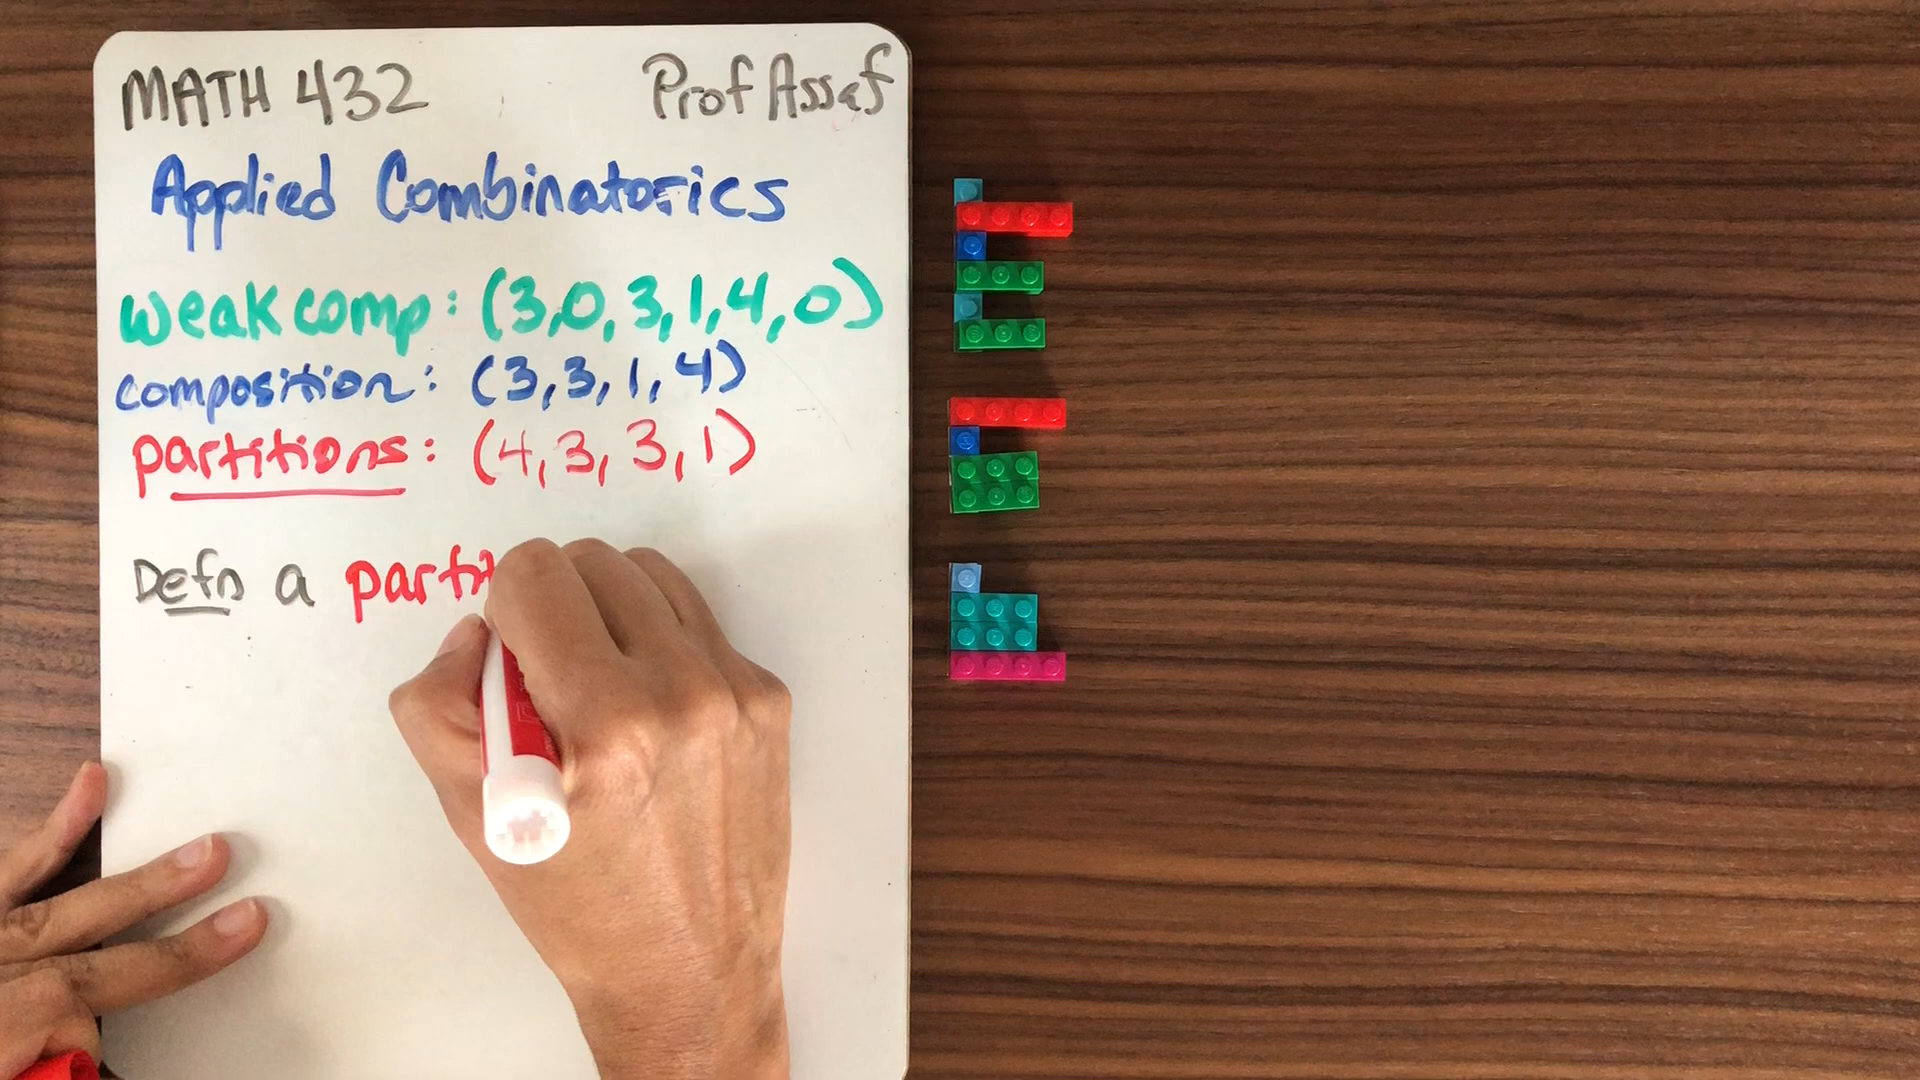 MATH 432 Prof Assaf
Applied Combinatorics
weak comp: (3,0,3,1,4,0)
composition: (3,3,1,4)
partitions: (4,3,3,1)
Defn a partit